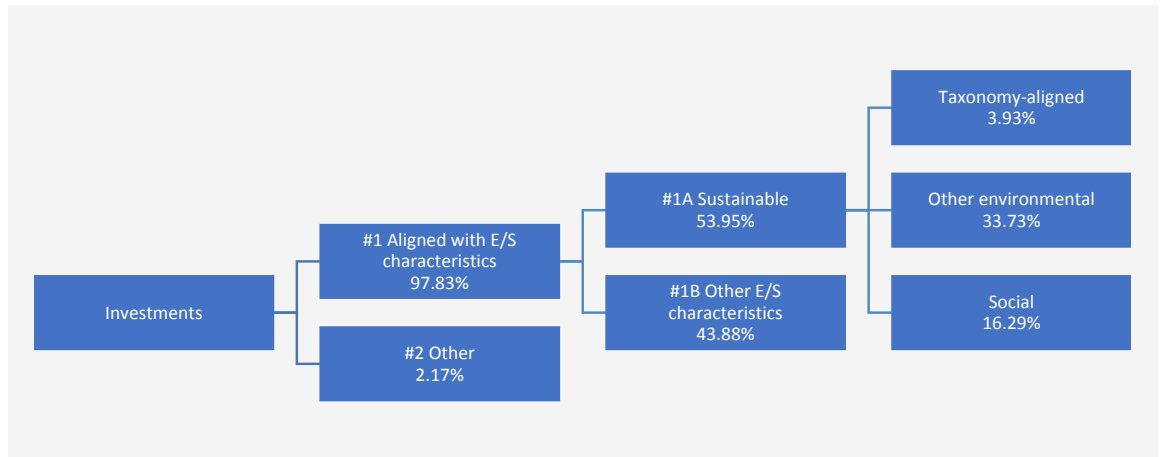 Investments
#1 Aligned with E/S
characteristics
97.83%
#2 Other
2.17%
#1A Sustainable
53.95%
#1B Other E/S
characteristics
43.88%
Taxonomy-aligned
3.93%
Other environmental
33.73%
Social
16.29%